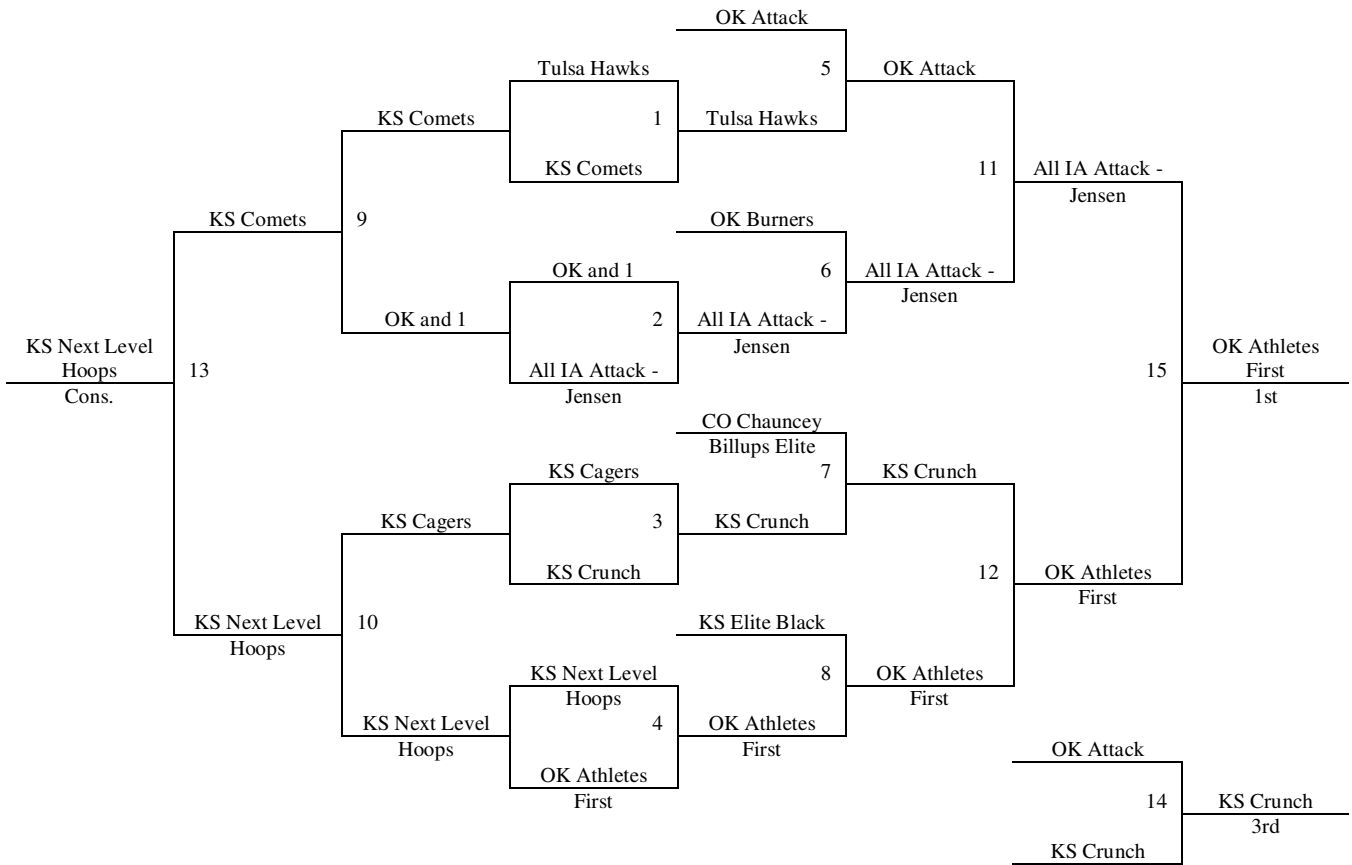 OK Attack
Tulsa Hawks
5
OK Attack
KS Comets
1
Tulsa Hawks
KS Comets
11
All IA Attack -
Jensen
KS Comets
9
OK Burners
OK and 1
6
All IA Attack -
Jensen
OK and 1
2
All IA Attack -
Jensen
KS Next Level
Hoops
Cons.
13
All IA Attack -
Jensen
15
OK Athletes
First
1st
CO Chauncey
Billups Elite
KS Cagers
7
KS Crunch
KS Cagers
3
KS Crunch
KS Crunch
12
OK Athletes
First
KS Next Level
Hoops
10
KS Elite Black
KS Next Level
Hoops
8
OK Athletes
First
KS Next Level
Hoops
4
OK Athletes
First
OK Athletes
First
OK Attack
14
KS Crunch
3rd
KS Crunch